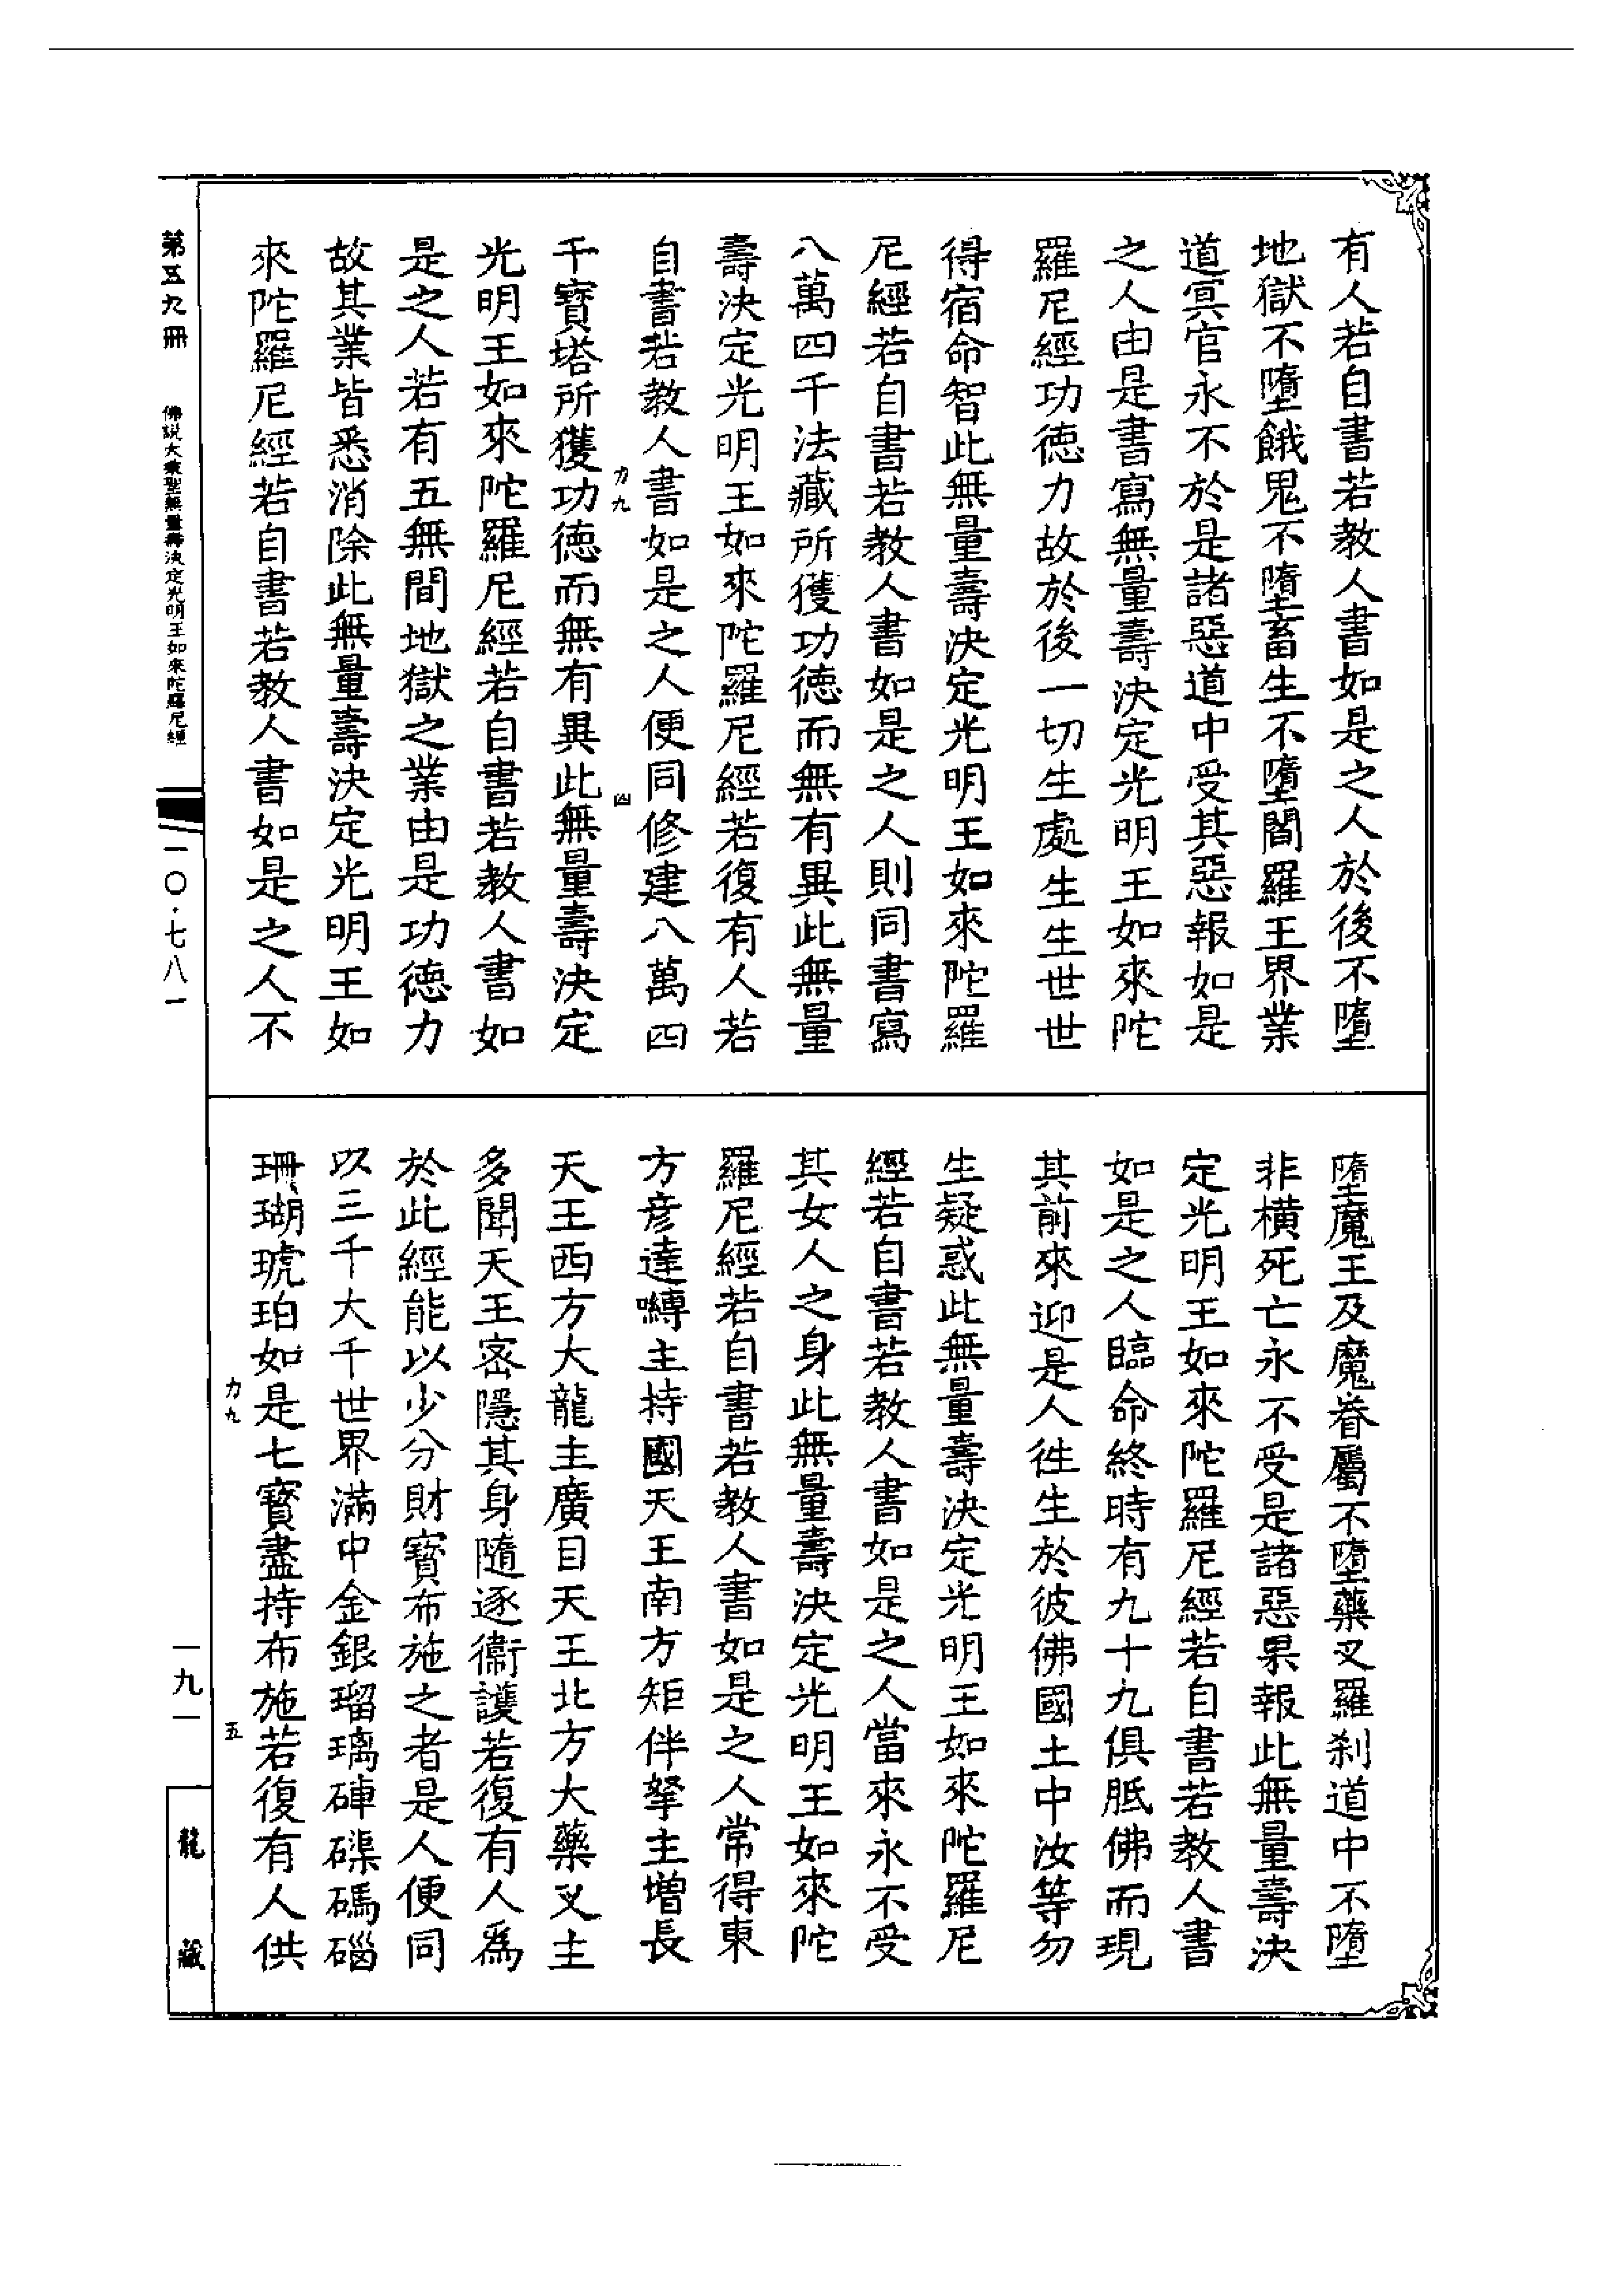 有人若自書若教人書如是之人於後不墮
地獄不墮餓鬼不墮畜生不墮閻羅王界業
道冥官永不於是諸惡道中受其惡報如是
之人由是書寫無量壽決定光明王如來陀
羅尼經功徳力故於後一切生處生生世世
得宿命智此無量壽決定光明王如來陀羅
尼經若自書若教人書如是之人則同書寫
八萬四千法藏所獲功徳而無有異此無量
壽決定光明王如來陀羅尼經若復有人若
自書若教人書如是之人便同修建八萬四
力九
四
千寶塔所獲功徳而無有異此無量壽決定
光明王如來陀羅尼經若自書若教人書如
是之人若有五無間地獄之業由是功徳力
故其業皆悉消除此無量壽決定光明王如
來陀羅尼經若自書若教人書如是之人不
墮魔王及魔眷屬不墮藥叉羅刹道中不墮
非橫死亡永不受是諸惡果報此無量壽決
定光明王如來陀羅尼經若自書若教人書
如是之人臨命終時有九十九俱胝佛而現
其前來迎是人徃生於彼佛國土中汝等勿
生疑惑此無量壽決定光明王如來陀羅尼
經若自書若教人書如是之人當來永不受
其女人之身此無量壽決定光明王如來陀
羅尼經若自書若教人書如是之人常得東
方彥達嚩主持國天王南方矩伴拏主增長
天王西方大龍主廣目天王北方大藥叉主
多聞天王密隱其身隨逐衞護若復有人爲
於此經能以少分財寶布施之者是人便同
以三千大千世界滿中金銀瑠璃硨磲碼碯
珊瑚琥珀如是七寶盡持布施若復有人供
力九
五
第五九冊
佛說大乘聖無量壽決定光明王如來陀羅尼經
一〇·七八一
一九一
龍藏